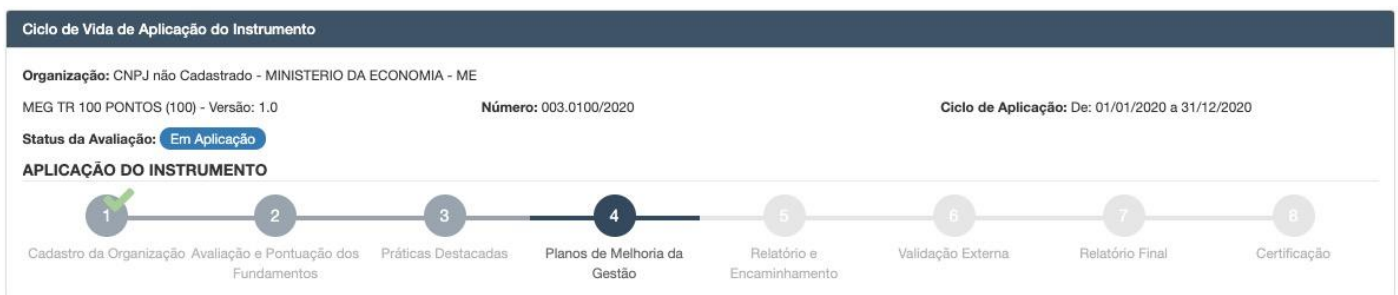 Ciclo de Vida de Aplicação do Instrumento
Organização: CNPJ não Cadastrado - MINISTERIO DA ECONOMIA - ME
MEG TR 100 PONTOS (100) - Versão: 1.0 Número: 003.0100/2020 Ciclo de Aplicação: De: 01/01/2020 a 31/12/2020
Status da Avaliação: Em Aplicação
APLICAÇÃO DO INSTRUMENTO
1 2 3 4 5 6 7 8
Cadastro da Organização Avaliação e Pontuação dos Práticas Destacadas Planos de Melhoria da Relatório e Validação Externa Relatório Final Certificação
Fundamentos Gestão Encaminhamento